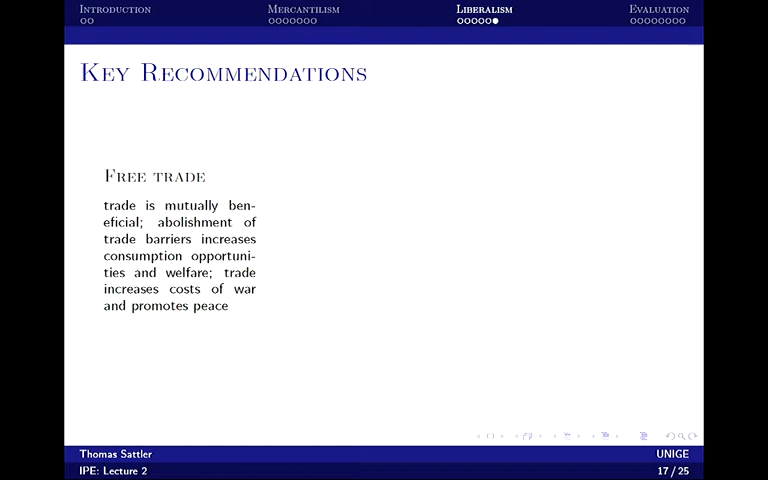 Introduction Mercantilism Liberalism Evaluation
Key Recommendations
Free trade
trade is mutually ben-
eficial; abolishment of
trade barriers increases
consumption opportuni-
ties and welfare; trade
increases costs of war
and promotes peace
Thomas Sattler UNIGE
IPE: Lecture 2 17 / 25